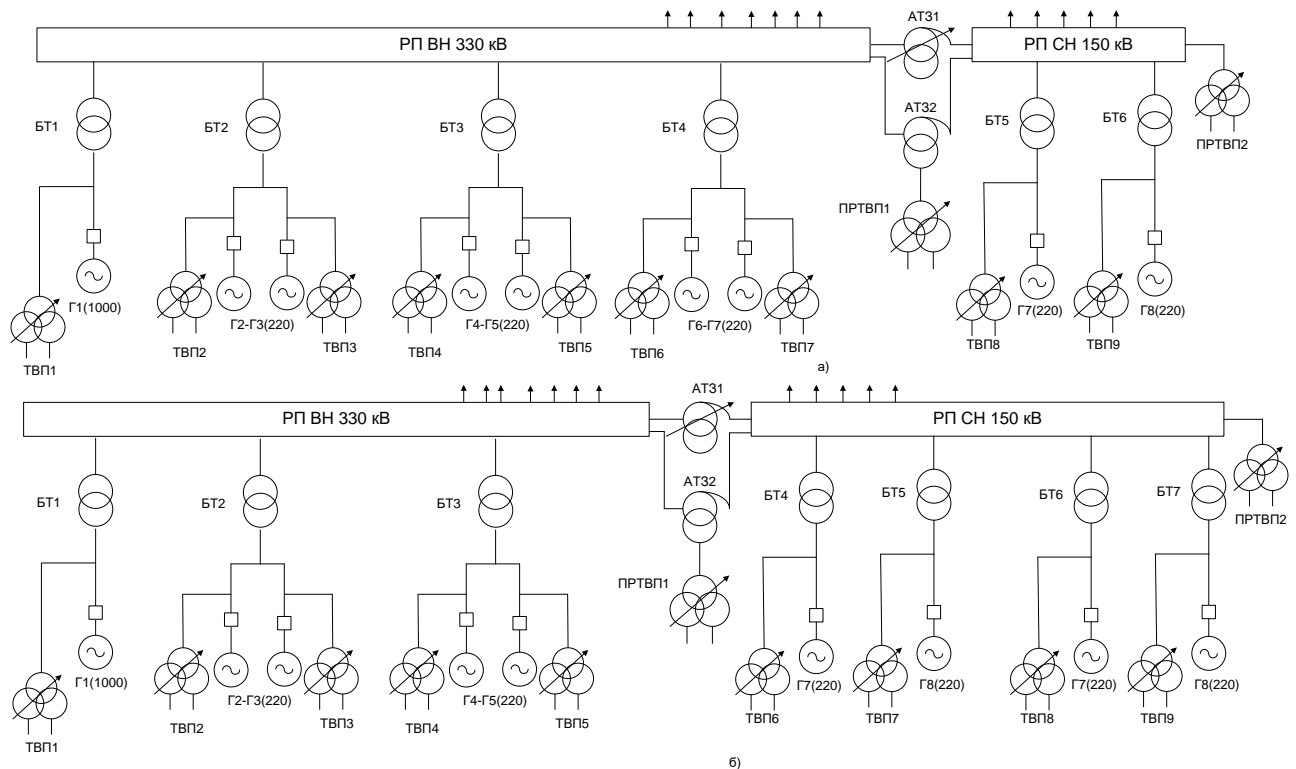 АТЗ1
РП ВН 330 кВ
РП СН 150 кВ
АТЗ2
БТ1
БТ2
БТ3
БТ4
БТ5
БТ6
ПРТВП2
ПРТВП1
Г1(1000)
Г2-Г3(220)
Г4-Г5(220)
Г6-Г7(220)
Г7(220)
Г8(220)
ТВП1
ТВП2
ТВП3
ТВП4
ТВП5
ТВП6
ТВП7
ТВП8
ТВП9
а)
АТЗ1
РП ВН 330 кВ
РП СН 150 кВ
АТЗ2
БТ1
БТ2
БТ3
БТ4
БТ5
БТ6
БТ7
ПРТВП2
ПРТВП1
Г1(1000)
Г2-Г3(220)
Г4-Г5(220)
Г7(220)
Г8(220)
Г7(220)
Г8(220)
ТВП1
ТВП2
ТВП3
ТВП4
ТВП5
ТВП6
ТВП7
ТВП8
ТВП9
б)